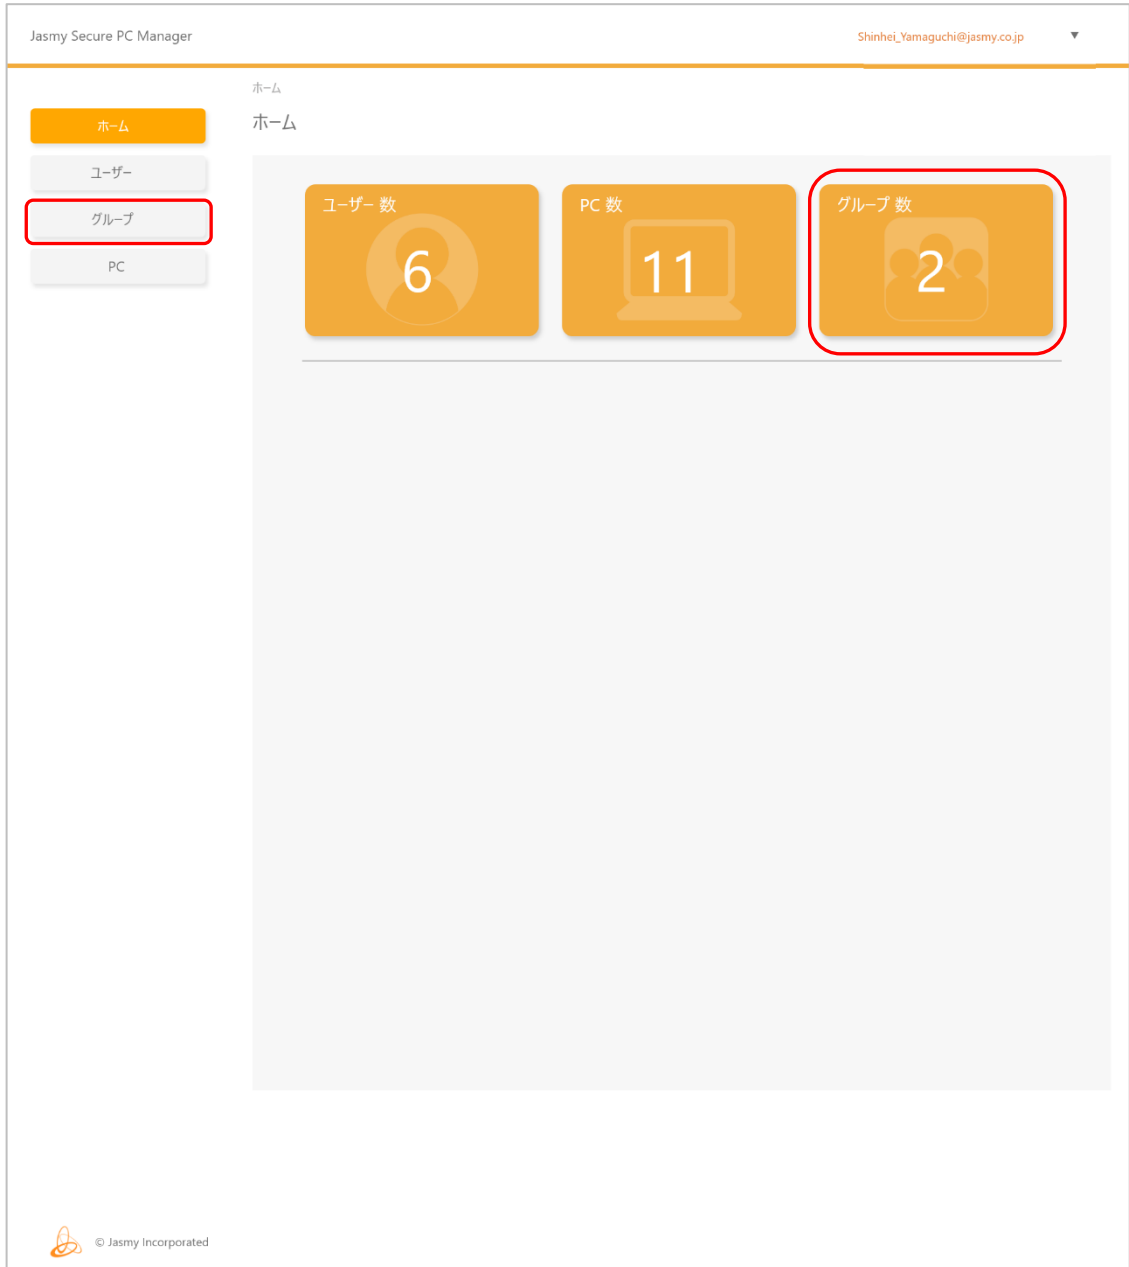 Jasmy Secure PC Manager
Shinhei_Yamaguchi@jasmy.co.jp ▼
ホーム
ホーム
ホーム
ユーザー
グループ
PC
ユーザー 数
6
PC 数
11
グループ 数
2
© Jasmy Incorporated